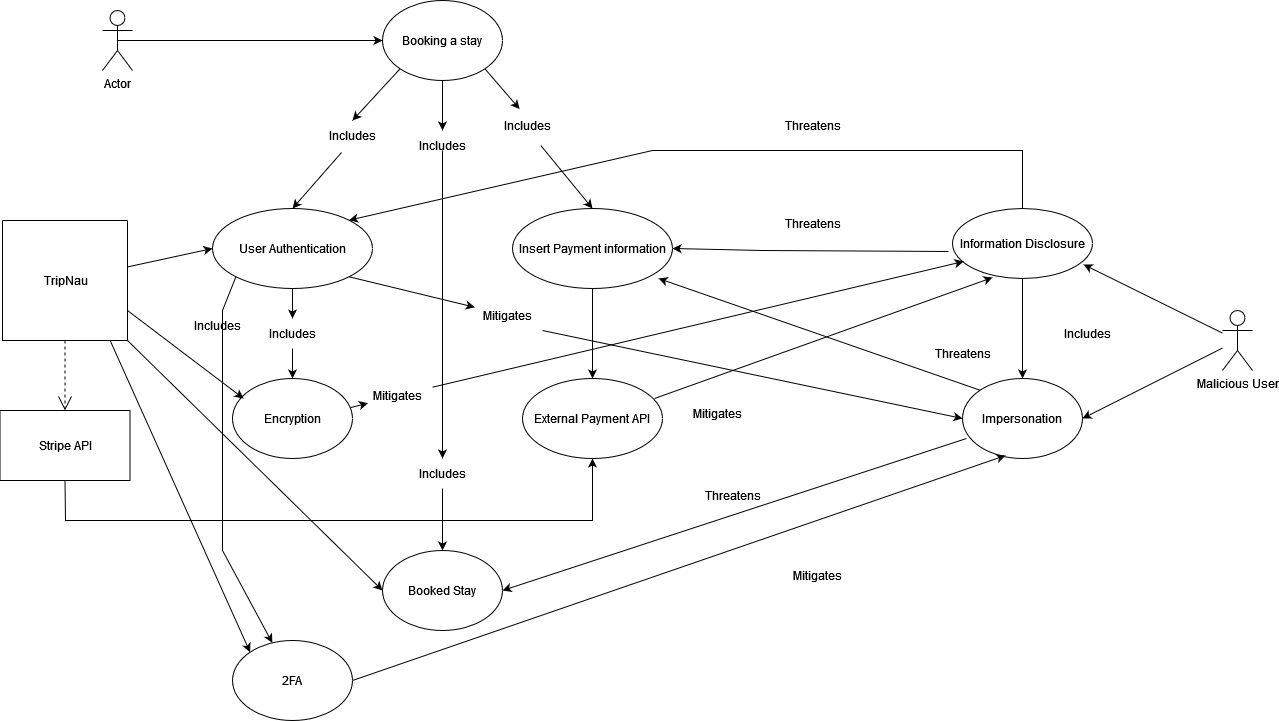 Booking a stay
Actor
Threatens
Includes
Includes
Includes
Threatens
Information Disclosure
User Authentication
Insert Payment information
TripNau
Mitigates
Includes
Includes
Includes
Threatens
Malicious User
Mitigates
Mitigates
Encryption
External Payment API
Impersonation
Stripe API
Includes
Threatens
Mitigates
Booked Stay
2FA